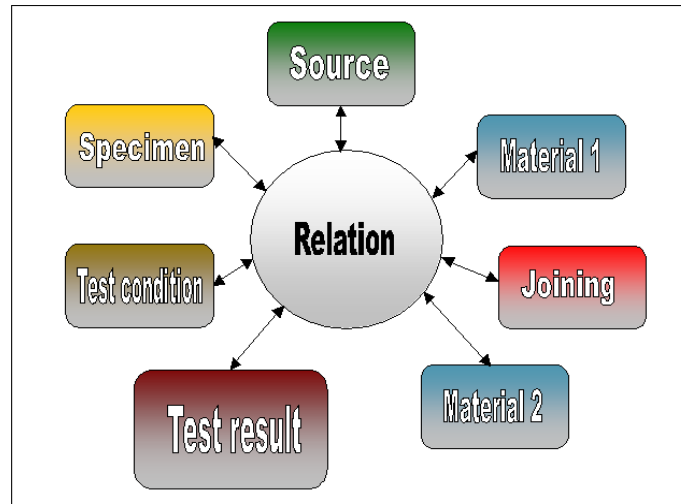 Source
Specimen
Material 1
Relation
Test condition
Joining
Test result
Material 2